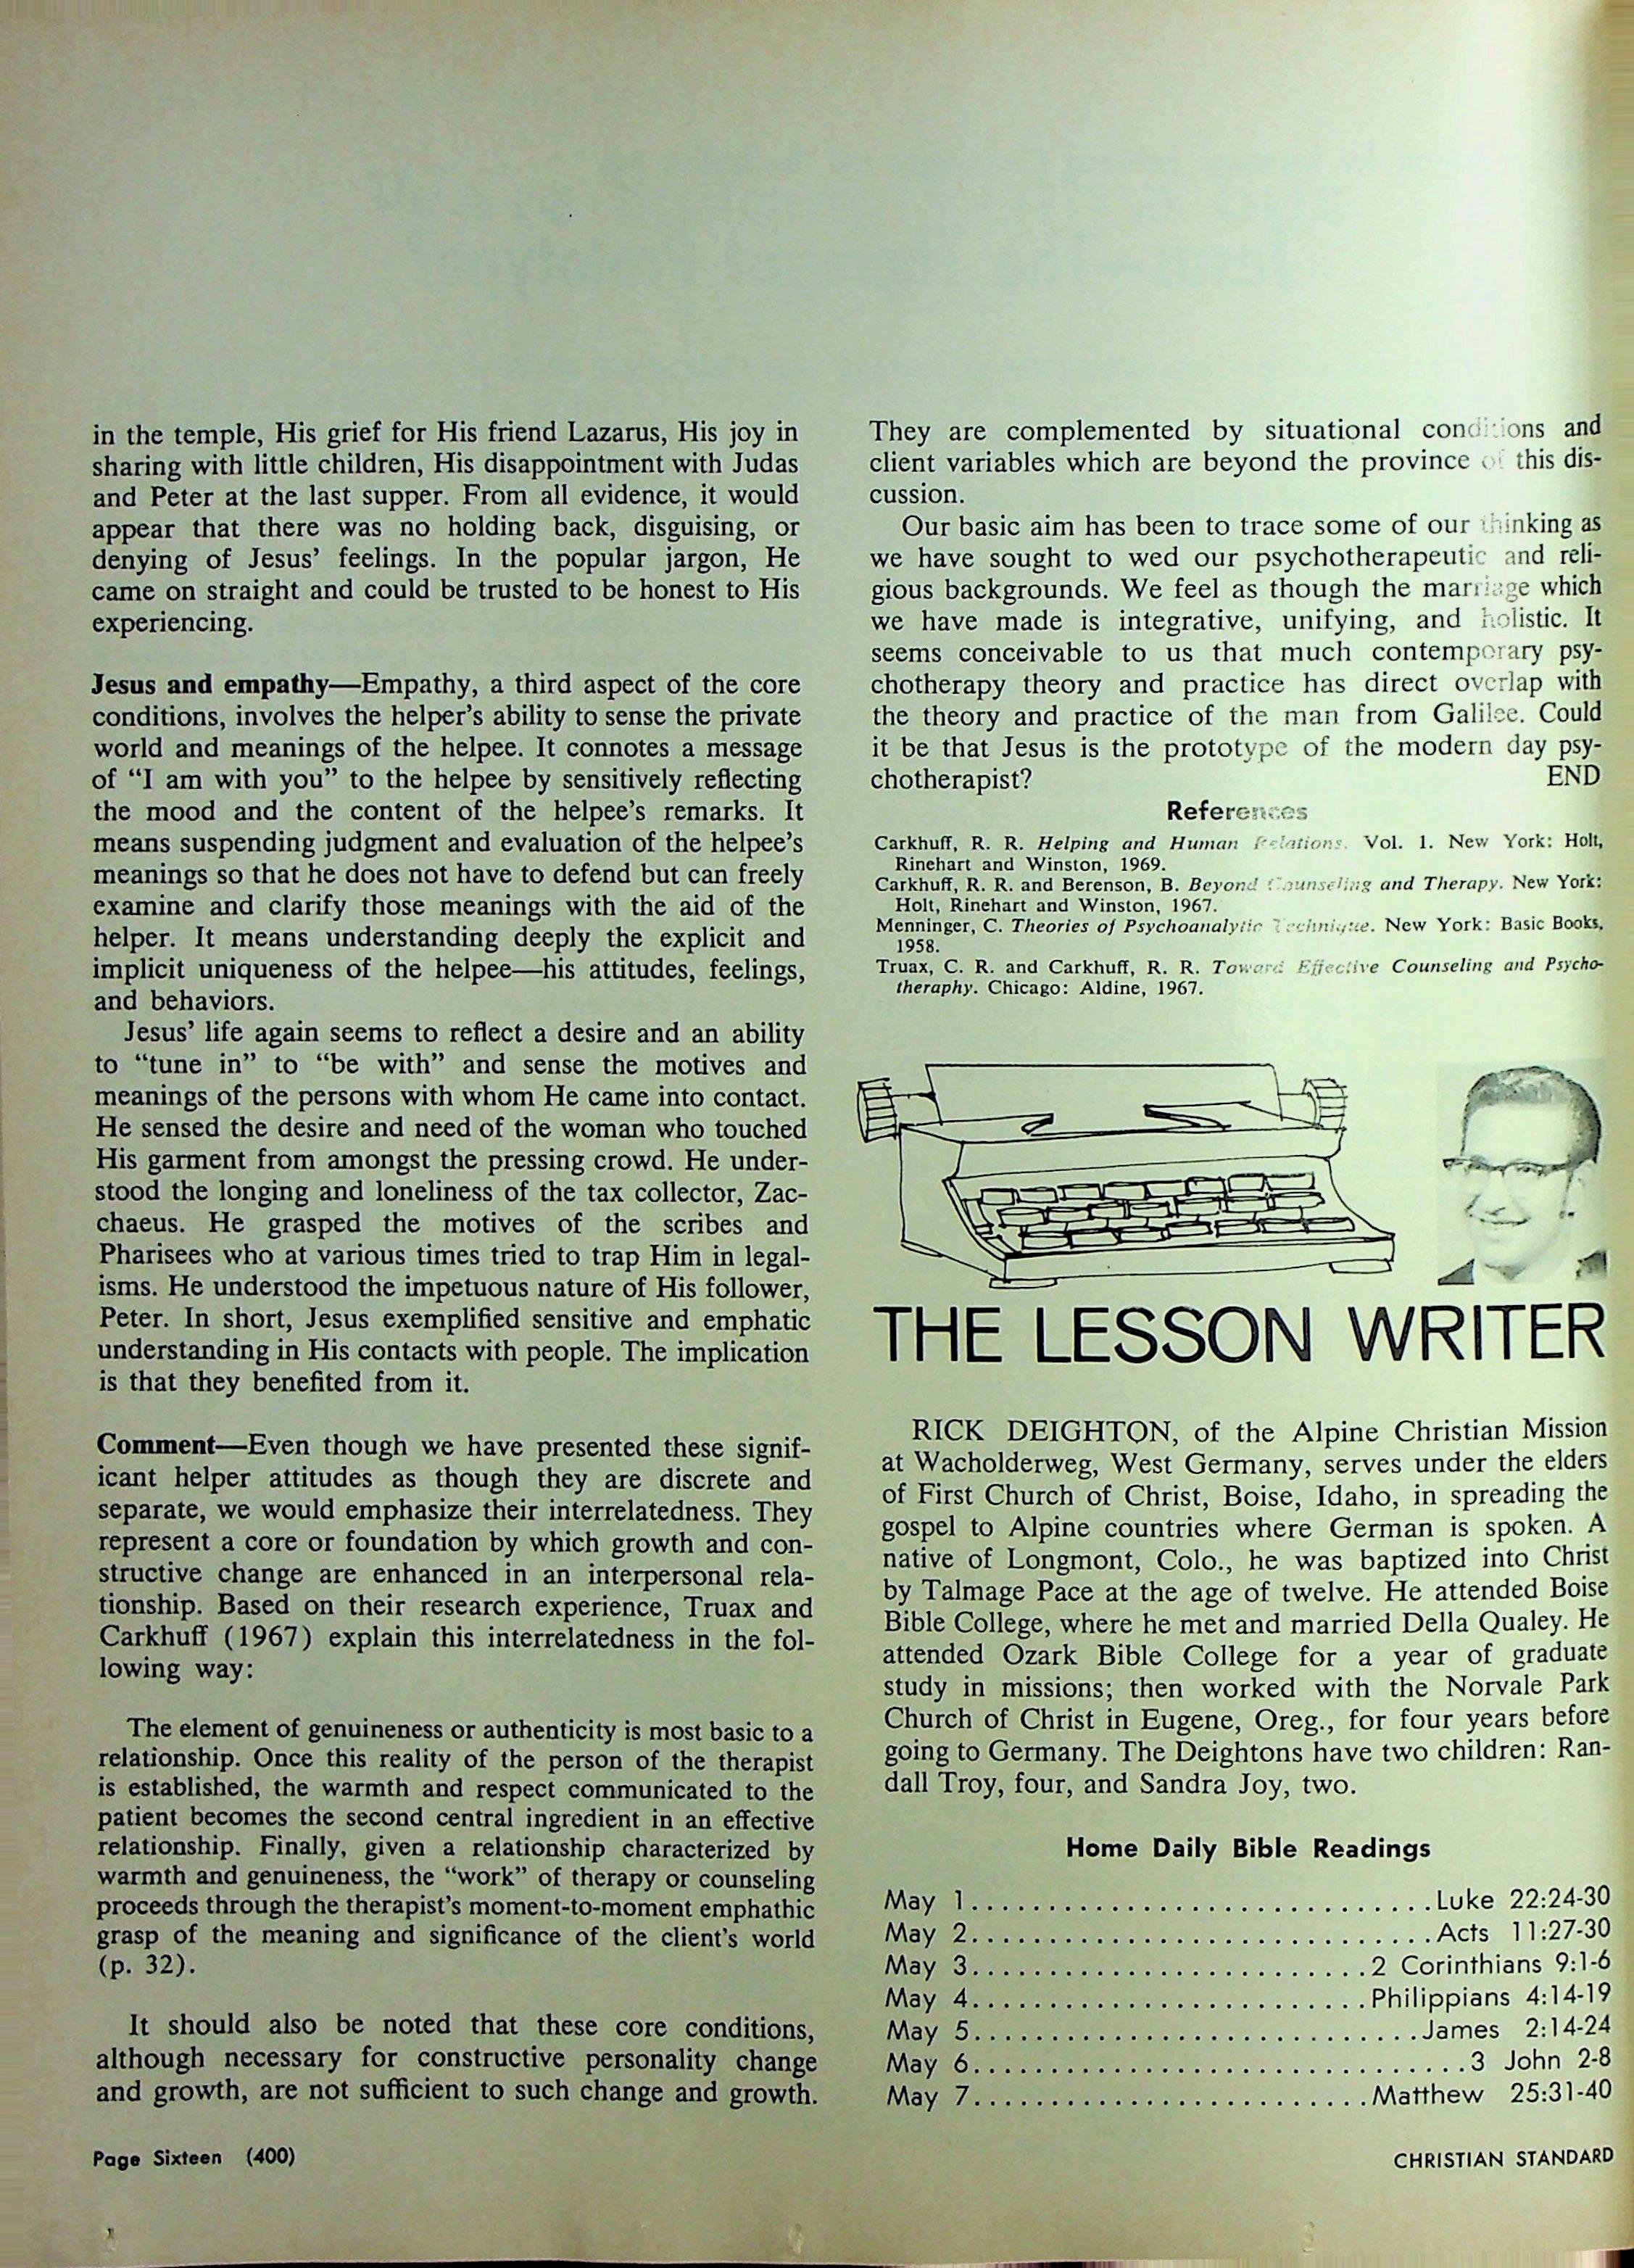 in the temple, His grief for His friend Lazarus, His joy in
sharing with little children, His disappointment with Judas
and Peter at the last supper. From all evidence, it would
appear that there was no holding back, disguising, or
denying of Jesus' feelings. In the popular jargon, He
came on straight and could be trusted to be honest to His
experiencing.
Jesus and empathy—Empathy, a third aspect of the core
conditions, involves the helper's ability to sense the private
world and meanings of the helpee. It connotes a message
of "I am with you" to the helpee by sensitively reflecting
the mood and the content of the helpee's remarks. It
means suspending judgment and evaluation of the helpee's
meanings so that he does not have to defend but can freely
examine and clarify those meanings with the aid of the
helper. It means understanding deeply the explicit and
implicit uniqueness of the helpee—his attitudes, feelings,
and behaviors.
Jesus' life again seems to reflect a desire and an ability
to "tune in" to "be with" and sense the motives and
meanings of the persons with whom He came into contact.
He sensed the desire and need of the woman who touched
His garment from amongst the pressing crowd. He under-
stood the longing and loneliness of the tax collector, Zac-
chaeus. He grasped the motives of the scribes and
Pharisees who at various times tried to trap Him in legal-
isms. He understood the impetuous nature of His follower,
Peter. In short, Jesus exemplified sensitive and emphatic
understanding in His contacts with people. The implication
is that they benefited from it.
Comment—Even though we have presented these signif-
icant helper attitudes as though they are discrete and
separate, we would emphasize their interrelatedness. They
represent a core or foundation by which growth and con-
structive change are enhanced in an interpersonal rela-
tionship. Based on their research experience, Truax and
Carkhuff (1967) explain this interrelatedness in the fol-
lowing way:
The element of genuineness or authenticity is most basic to a
relationship. Once this reality of the person of the therapist
is established, the warmth and respect communicated to the
patient becomes the second central ingredient in an effective
relationship. Finally, given a relationship characterized by
warmth and genuineness, the "work" of therapy or counseling
proceeds through the therapist's moment-to-moment emphathic
grasp of the meaning and significance of the client's world
(p. 32).
It should also be noted that these core conditions,
although necessary for constructive personality change
and growth, are not sufficient to such change and growth.
They are complemented by situational conditions and
client variables which are beyond the province of this dis-
cussion.
Our basic aim has been to trace some of our thinking as
we have sought to wed our psychotherapeutic and reli-
gious backgrounds. We feel as though the marriage which
we have made is integrative, unifying, and holistic. It
seems conceivable to us that much contemporary psy-
chotherapy theory and practice has direct overlap with
the theory and practice of the man from Galilee. Could
it be that Jesus is the prototype of the modern day psy-
chotherapist? END
References
Carkhuff, R. R. Helping and Human Relations. Vol. 1. New York: Holt,
Rinehart and Winston, 1969.
Carkhuff, R. R. and Berenson, B. Beyond Counseling and Therapy. New York:
Holt, Rinehart and Winston, 1967.
Menninger, C. Theories of Psychoanalytic Technique. New York: Basic Books,
1958.
Truax, C. R. and Carkhuff, R. R. Toward Effective Counseling and Psycho-
theraphy. Chicago: Aldine, 1967.
THE LESSON WRITER
RICK DEIGHTON, of the Alpine Christian Mission
at Wacholderweg, West Germany, serves under the elders
of First Church of Christ, Boise, Idaho, in spreading the
gospel to Alpine countries where German is spoken. A
native of Longmont, Colo., he was baptized into Christ
by Talmage Pace at the age of twelve. He attended Boise
Bible College, where he met and married Della Qualey. He
attended Ozark Bible College for a year of graduate
study in missions; then worked with the Norvale Park
Church of Christ in Eugene, Oreg., for four years before
going to Germany. The Deightons have two children: Ran-
dall Troy, four, and Sandra Joy, two.
Home Daily Bible Readings
May 1..............................Luke 22:24-30
May 2..............................Acts 11:27-30
May 3..........................2 Corinthians 9:1-6
May 4..........................Philippians 4:14-19
May 5.............................James 2:14-24
May 6................................3 John 2-8
May 7..........................Matthew 25:31-40
Page Sixteen (400)
CHRISTIAN STANDARD